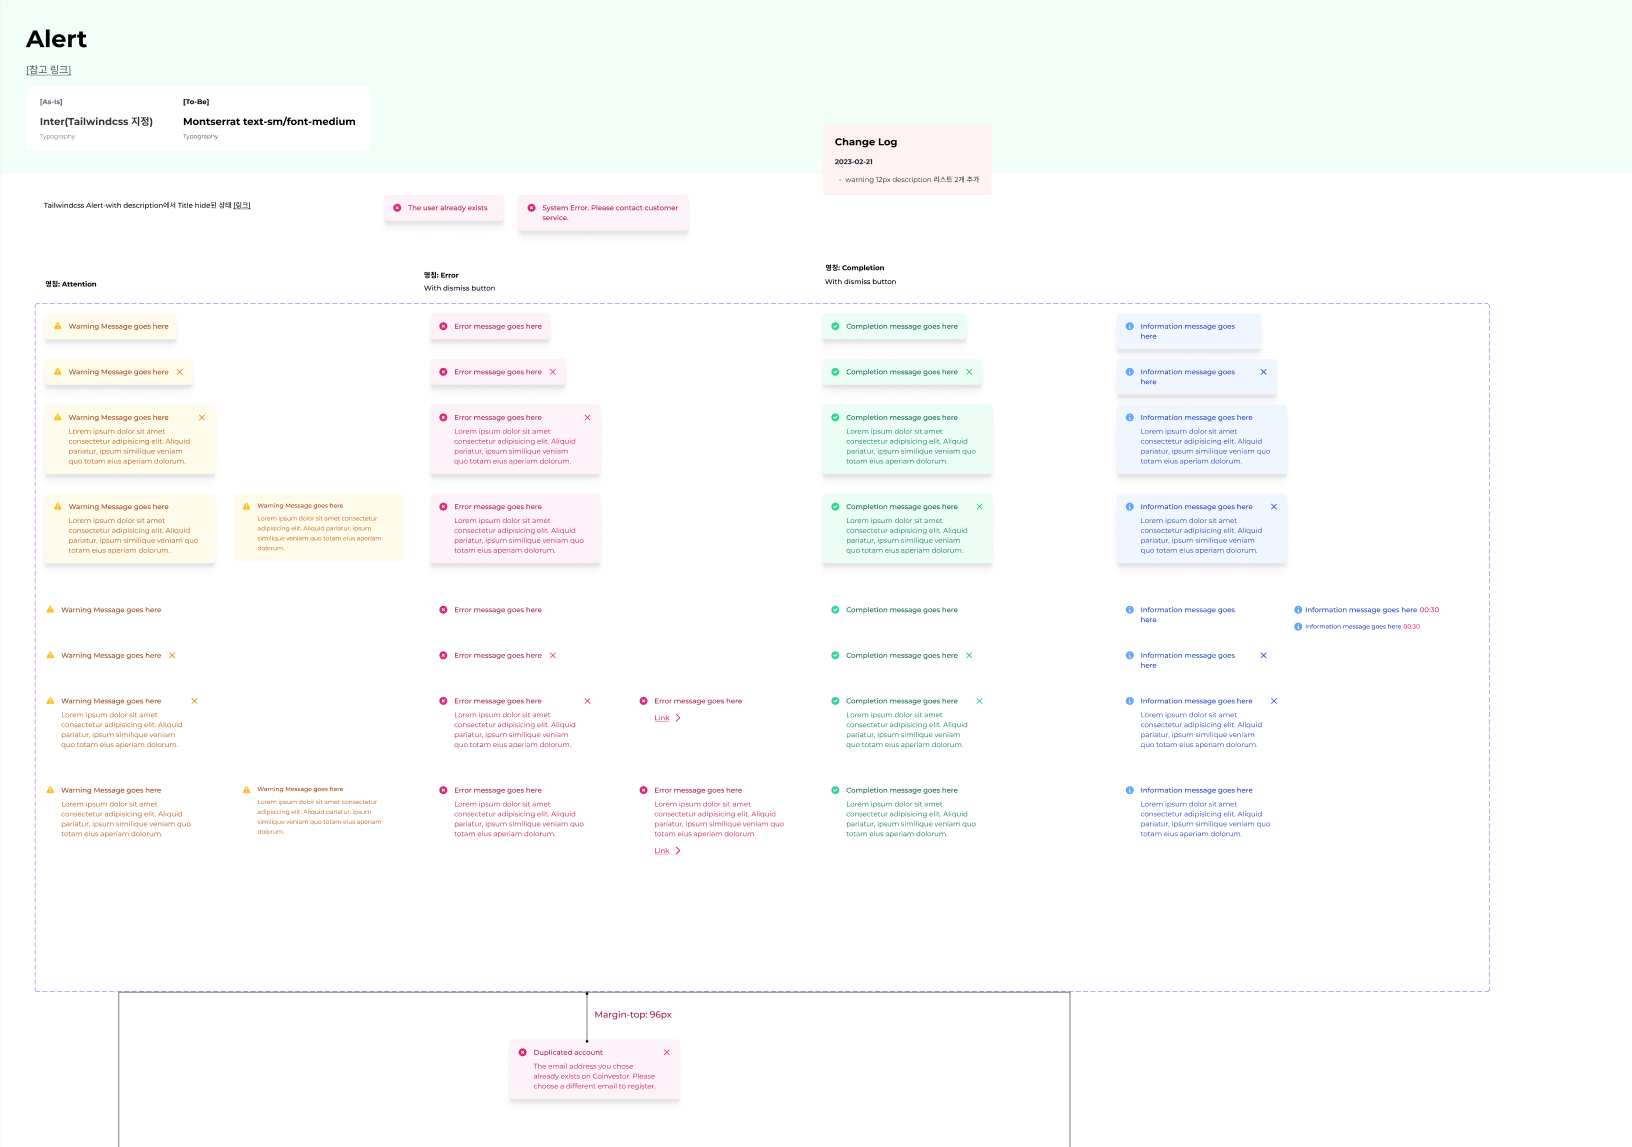 Alert
[참고 링크]
[As-Is]
[To-Be]
Inter(Tailwindcss 지정)
Montserrat text-sm/font-medium
Typography
Typography
Change Log
2023-02-21
- warning 12px description 리스트 2개 추가
Tailwindcss Alert-with description에서 Title hide된 상태 [링크]
The user already exists
System Error. Please contact customer
service.
명칭: Attention
명칭: Error
With dismiss button
명칭: Completion
With dismiss button
Warning Message goes here
Error message goes here
Completion message goes here
Information message goes
here
Warning Message goes here
Error message goes here
Completion message goes here
Information message goes
here
Warning Message goes here
Lorem ipsum dolor sit amet
consectetur adipisicing elit. Aliquid
pariatur, ipsum similique veniam
quo totam eius aperiam dolorum.
Error message goes here
Lorem ipsum dolor sit amet
consectetur adipisicing elit. Aliquid
pariatur, ipsum similique veniam
quo totam eius aperiam dolorum.
Completion message goes here
Lorem ipsum dolor sit amet
consectetur adipisicing elit. Aliquid
pariatur, ipsum similique veniam quo
totam eius aperiam dolorum.
Information message goes here
Lorem ipsum dolor sit amet
consectetur adipisicing elit. Aliquid
pariatur, ipsum similique veniam quo
totam eius aperiam dolorum.
Warning Message goes here
Lorem ipsum dolor sit amet
consectetur adipisicing elit. Aliquid
pariatur, ipsum similique veniam quo
totam eius aperiam dolorum.
Warning Message goes here
Lorem ipsum dolor sit amet consectetur
adipisicing elit. Aliquid pariatur, ipsum
similique veniam quo totam eius aperiam
dolorum.
Error message goes here
Lorem ipsum dolor sit amet
consectetur adipisicing elit. Aliquid
pariatur, ipsum similique veniam quo
totam eius aperiam dolorum.
Completion message goes here
Lorem ipsum dolor sit amet
consectetur adipisicing elit. Aliquid
pariatur, ipsum similique veniam
quo totam eius aperiam dolorum.
Information message goes here
Lorem ipsum dolor sit amet
consectetur adipisicing elit. Aliquid
pariatur, ipsum similique veniam
quo totam eius aperiam dolorum.
Warning Message goes here
Error message goes here
Completion message goes here
Information message goes
here
Information message goes here 00:30
Information message goes here 00:30
Warning Message goes here
Error message goes here
Completion message goes here
Information message goes
here
Warning Message goes here
Lorem ipsum dolor sit amet
consectetur adipisicing elit. Aliquid
pariatur, ipsum similique veniam
quo totam eius aperiam dolorum.
Error message goes here
Lorem ipsum dolor sit amet
consectetur adipisicing elit. Aliquid
pariatur, ipsum similique veniam
quo totam eius aperiam dolorum.
Error message goes here
Link
Completion message goes here
Lorem ipsum dolor sit amet
consectetur adipisicing elit. Aliquid
pariatur, ipsum similique veniam
quo totam eius aperiam dolorum.
Information message goes here
Lorem ipsum dolor sit amet
consectetur adipisicing elit. Aliquid
pariatur, ipsum similique veniam
quo totam eius aperiam dolorum.
Warning Message goes here
Lorem ipsum dolor sit amet
consectetur adipisicing elit. Aliquid
pariatur, ipsum similique veniam quo
totam eius aperiam dolorum.
Warning Message goes here
Lorem ipsum dolor sit amet consectetur
adipisicing elit. Aliquid pariatur, ipsum
similique veniam quo totam eius aperiam
dolorum.
Error message goes here
Lorem ipsum dolor sit amet
consectetur adipisicing elit. Aliquid
pariatur, ipsum similique veniam quo
totam eius aperiam dolorum.
Error message goes here
Lorem ipsum dolor sit amet
consectetur adipisicing elit. Aliquid
pariatur, ipsum similique veniam quo
totam eius aperiam dolorum
Link
Completion message goes here
Lorem ipsum dolor sit amet
consectetur adipisicing elit. Aliquid
pariatur, ipsum similique veniam quo
totam eius aperiam dolorum.
Information message goes here
Lorem ipsum dolor sit amet
consectetur adipisicing elit. Aliquid
pariatur, ipsum similique veniam quo
totam eius aperiam dolorum.
Margin-top: 96px
Duplicated account
The email address you chose
already exists on Coinvestor. Please
choose a different email to register.